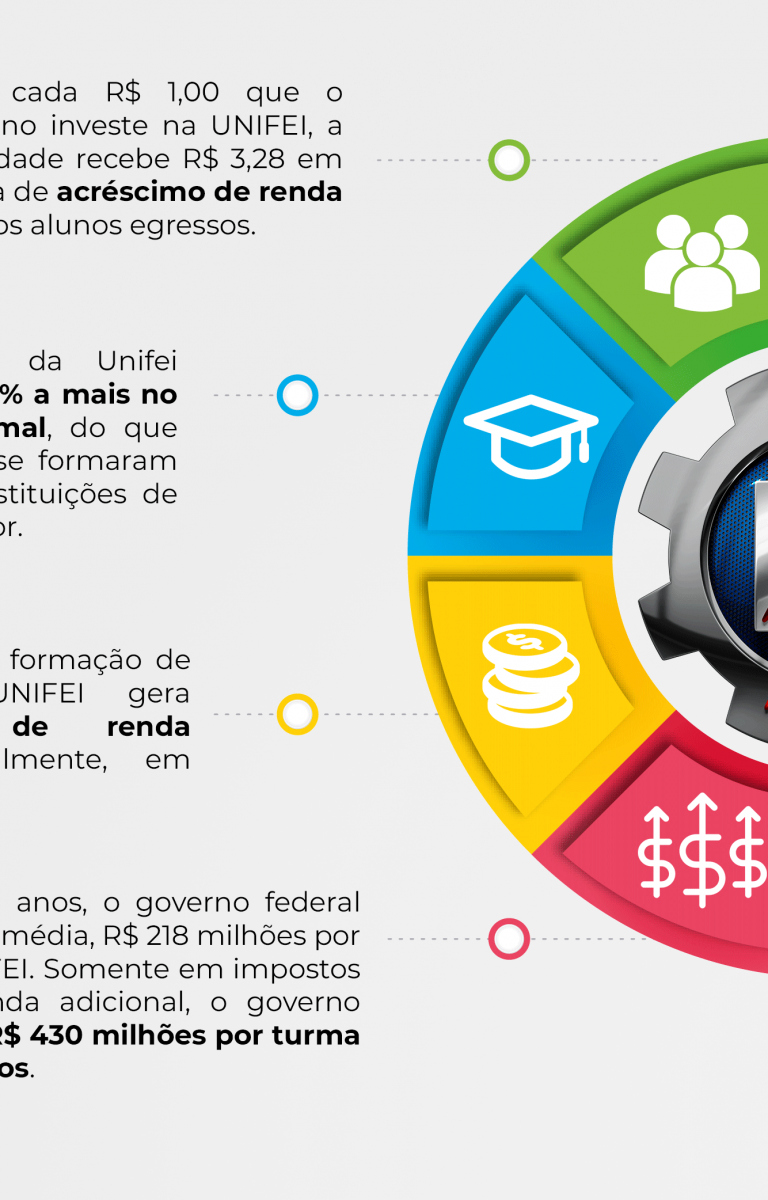 cada R$ 1,00 que o
no investe na UNIFEI, a
dade recebe R$ 3,28 em
a de acréscimo de renda
os alunos egressos.
da Unifei
% a mais no
mal, do que
se formaram
stituições de
or.
formação de
UNIFEI gera
de renda
lmente, em
anos, o governo federal
média, R$ 218 milhões por
FEI. Somente em impostos
nda adicional, o governo
R$ 430 milhões por turma
os.